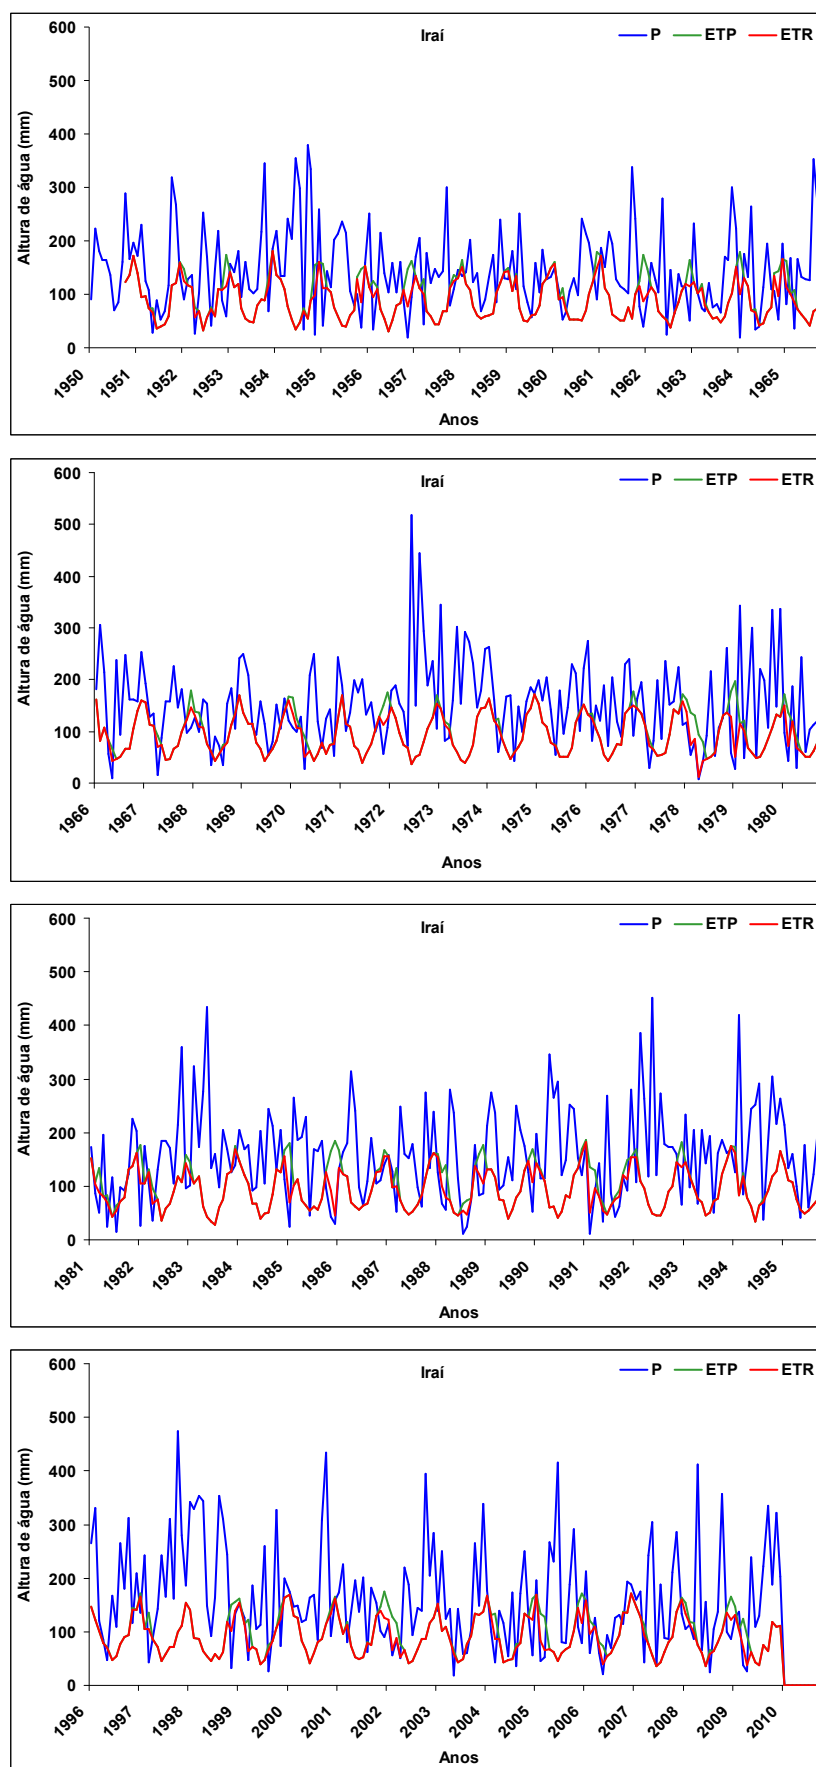 Iraí
P ETP ETR
Altura de água (mm)
600
500
400
300
200
100
0
1950 1951 1952 1953 1954 1955 1956 1957 1958 1959 1960 1961 1962 1963 1964 1965
Anos
Iraí
P ETP ETR
Altura de água (mm)
600
500
400
300
200
100
0
1966 1967 1968 1969 1970 1971 1972 1973 1974 1975 1976 1977 1978 1979 1980
Anos
Iraí
P ETP ETR
Altura de água (mm)
600
500
400
300
200
100
0
1981 1982 1983 1984 1985 1986 1987 1988 1989 1990 1991 1992 1993 1994 1995
Anos
Iraí
P ETP ETR
Altura de água (mm)
600
500
400
300
200
100
0
1996 1997 1998 1999 2000 2001 2002 2003 2004 2005 2006 2007 2008 2009 2010
Anos